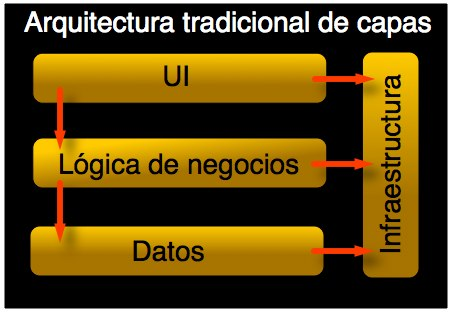 Arquitectura tradicional de capas
UI
Lógica de negocios
Datos
Infraestructura